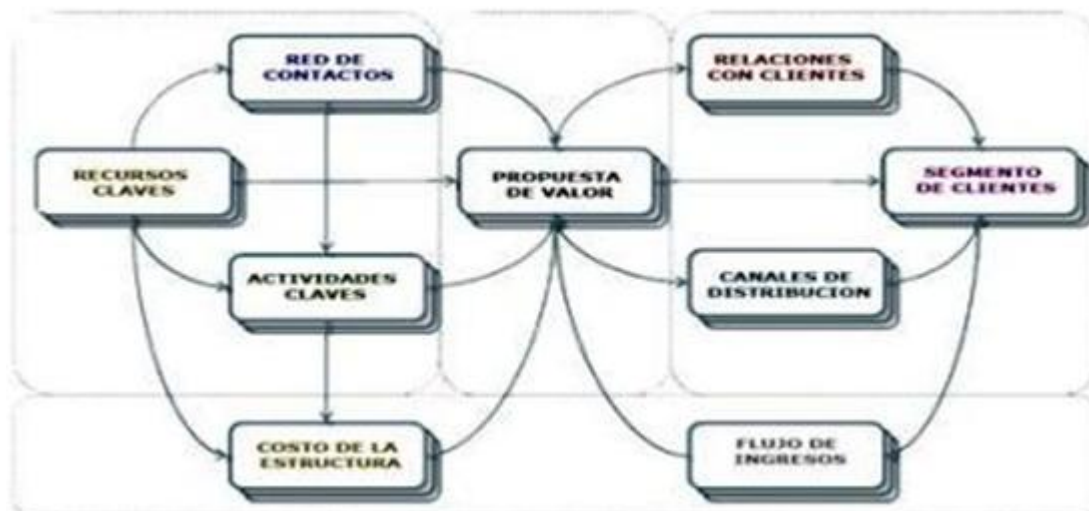 RED DE
CONTACTOS
RELACIONES
CON CLIENTES
RECURSOS
CLAVES
PROPUESTA
DE VALOR
SEGMENTO
DE CLIENTES
ACTIVIDADES
CLAVES
CANALES DE
DISTRIBUCION
COSTO DE LA
ESTRUCTURA
FLUJO DE
INGRESOS